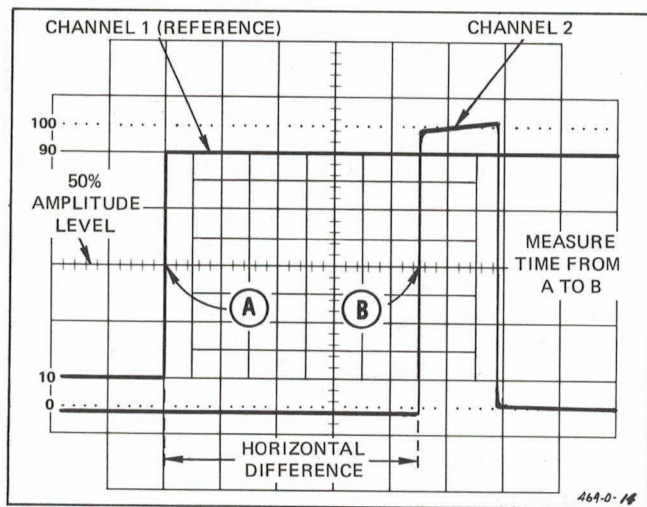 CHANNEL 1 (REFERENCE)
CHANNEL 2
100
90
50%
AMPLITUDE
LEVEL
MEASURE
TIME FROM
A TO B
A
B
10
0
HORIZONTAL
DIFFERENCE
469-0-14